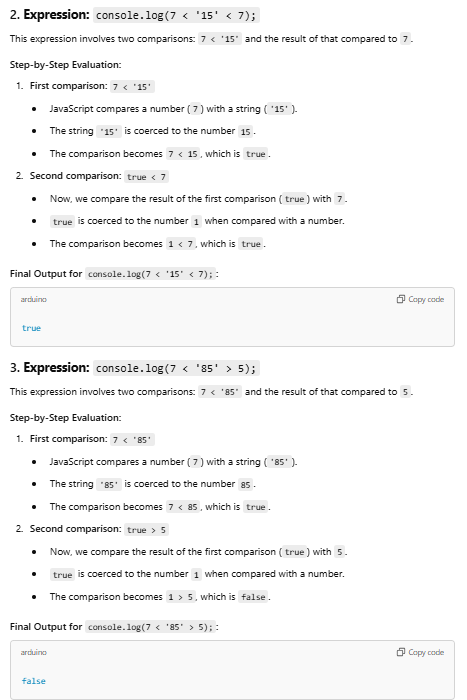 2. Expression: console.log(7 < '15' < 7);
This expression involves two comparisons: 7 < '15' and the result of that compared to 7.
Step-by-Step Evaluation:
1. First comparison: 7 < '15'
• JavaScript compares a number (7) with a string ('15').
• The string '15' is coerced to the number 15.
• The comparison becomes 7 < 15, which is true.
2. Second comparison: true < 7
• Now, we compare the result of the first comparison (true) with 7.
• true is coerced to the number 1 when compared with a number.
• The comparison becomes 1 < 7, which is true.
Final Output for console.log(7 < '15' < 7);:
arduino Copy code
true
3. Expression: console.log(7 < '85' > 5);
This expression involves two comparisons: 7 < '85' and the result of that compared to 5.
Step-by-Step Evaluation:
1. First comparison: 7 < '85'
• JavaScript compares a number (7) with a string ('85').
• The string '85' is coerced to the number 85.
• The comparison becomes 7 < 85, which is true.
2. Second comparison: true > 5
• Now, we compare the result of the first comparison (true) with 5.
• true is coerced to the number 1 when compared with a number.
• The comparison becomes 1 > 5, which is false.
Final Output for console.log(7 < '85' > 5);:
arduino Copy code
false